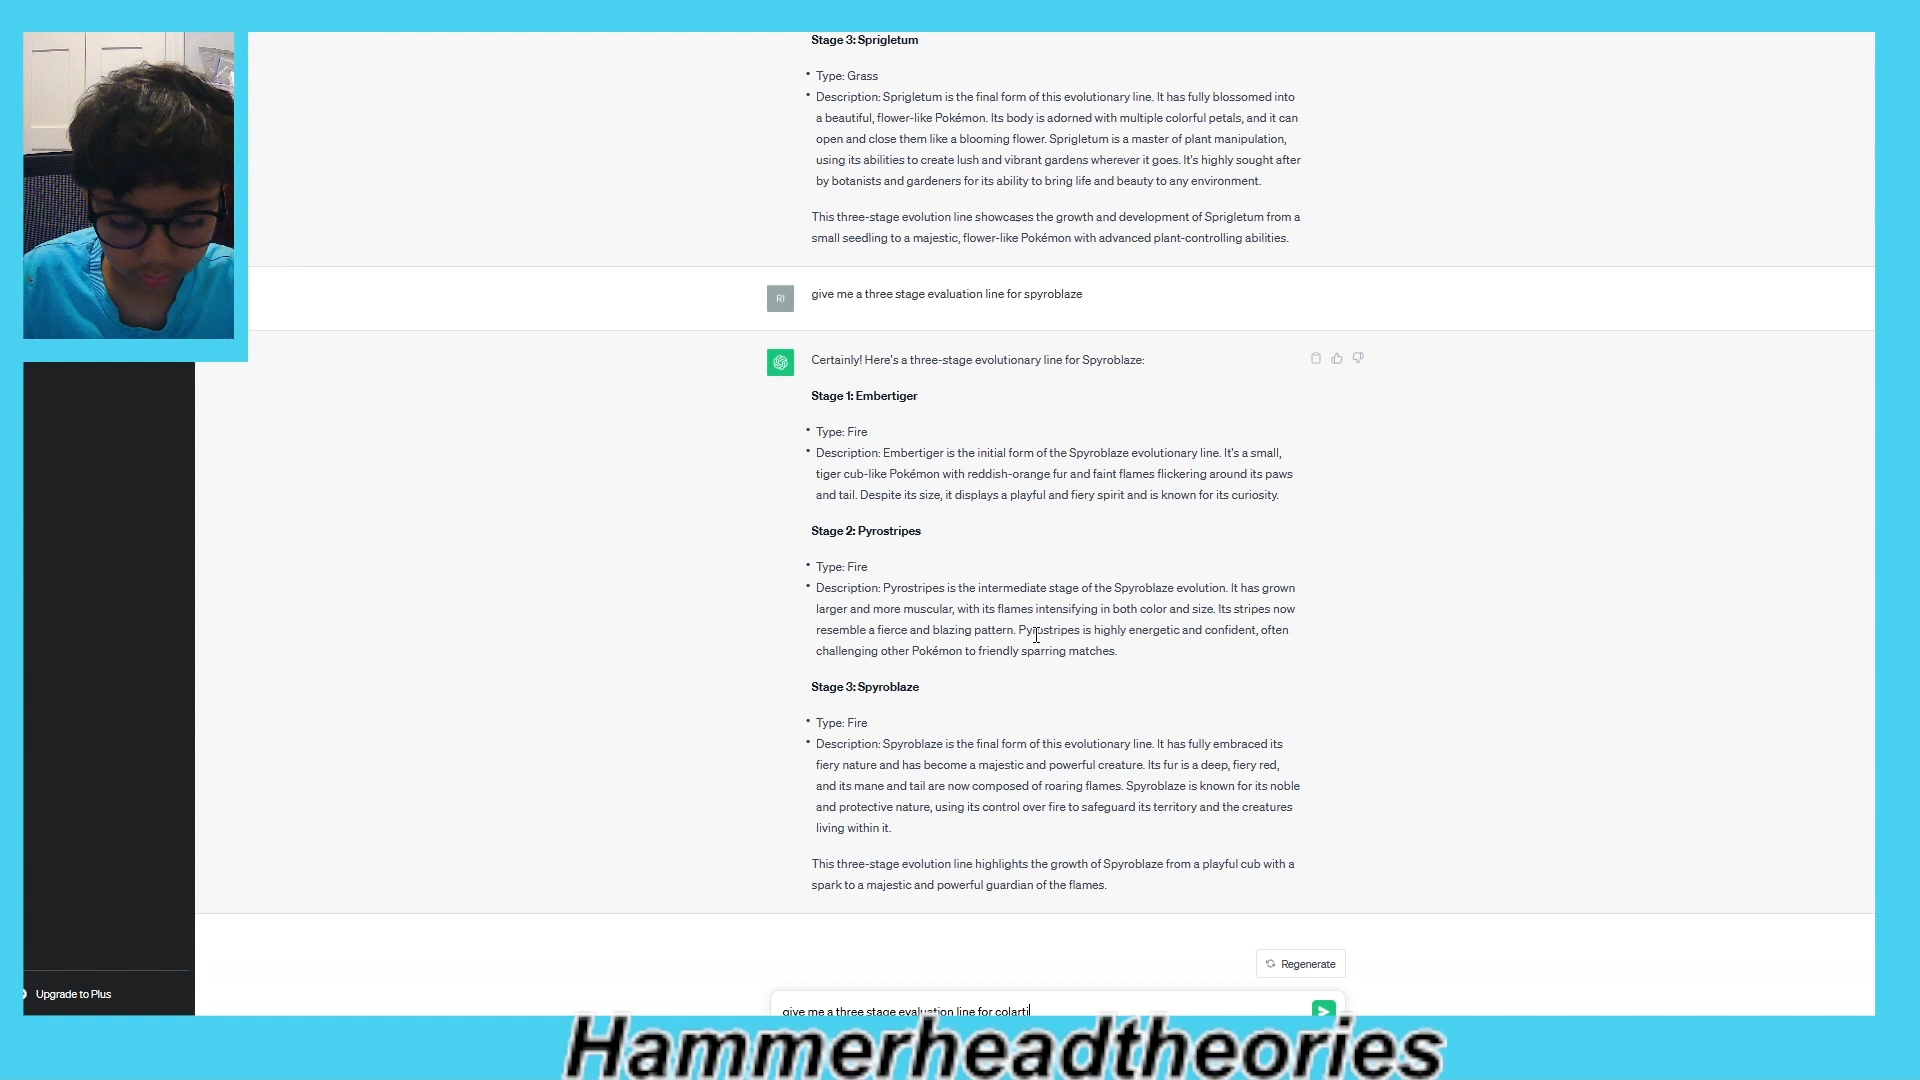 Stage 3: Sprigletum
• Type: Grass
• Description: Sprigletum is the final form of this evolutionary line. It has fully blossomed into
a beautiful, flower-like Pokémon. Its body is adorned with multiple colorful petals, and it can
open and close them like a blooming flower. Sprigletum is a master of plant manipulation,
using its abilities to create lush and vibrant gardens wherever it goes. It's highly sought after
by botanists and gardeners for its ability to bring life and beauty to any environment.
This three-stage evolution line showcases the growth and development of Sprigletum from a
small seedling to a majestic, flower-like Pokémon with advanced plant-controlling abilities.
RI
give me a three stage evaluation line for spyroblaze
Certainly! Here's a three-stage evolutionary line for Spyroblaze:
Stage 1: Embertiger
• Type: Fire
• Description: Embertiger is the initial form of the Spyroblaze evolutionary line. It's a small,
tiger cub-like Pokémon with reddish-orange fur and faint flames flickering around its paws
and tail. Despite its size, it displays a playful and fiery spirit and is known for its curiosity.
Stage 2: Pyrostripes
• Type: Fire
• Description: Pyrostripes is the intermediate stage of the Spyroblaze evolution. It has grown
larger and more muscular, with its flames intensifying in both color and size. Its stripes now
resemble a fierce and blazing pattern. Pyrostripes is highly energetic and confident, often
challenging other Pokémon to friendly sparring matches.
Stage 3: Spyroblaze
• Type: Fire
• Description: Spyroblaze is the final form of this evolutionary line. It has fully embraced its
fiery nature and has become a majestic and powerful creature. Its fur is a deep, fiery red,
and its mane and tail are now composed of roaring flames. Spyroblaze is known for its noble
and protective nature, using its control over fire to safeguard its territory and the creatures
living within it.
This three-stage evolution line highlights the growth of Spyroblaze from a playful cub with a
spark to a majestic and powerful guardian of the flames.
Regenerate
Upgrade to Plus
give me a three stage evaluation line for colarti
Hammerheadtheories